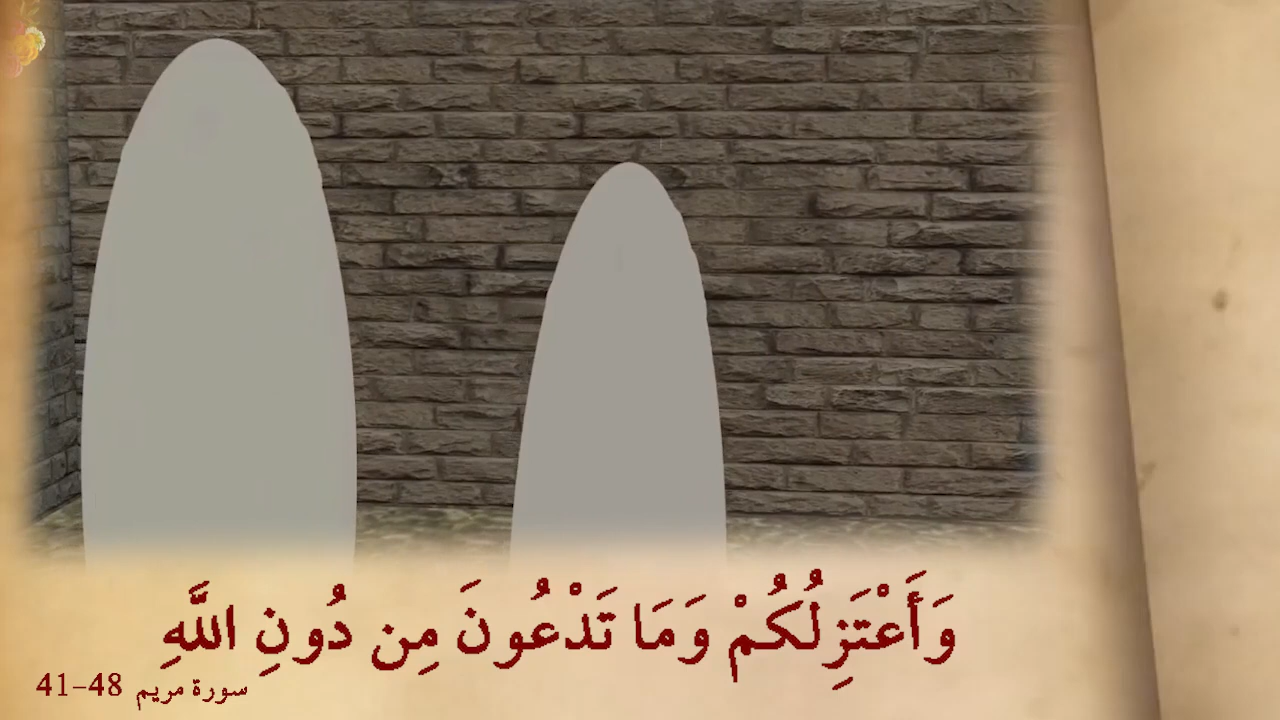 وَأَعْتَزِلُكُمْ وَمَا تَدْعُونَ مِن دُونِ اللَّهِ
سورة مريم 41-48